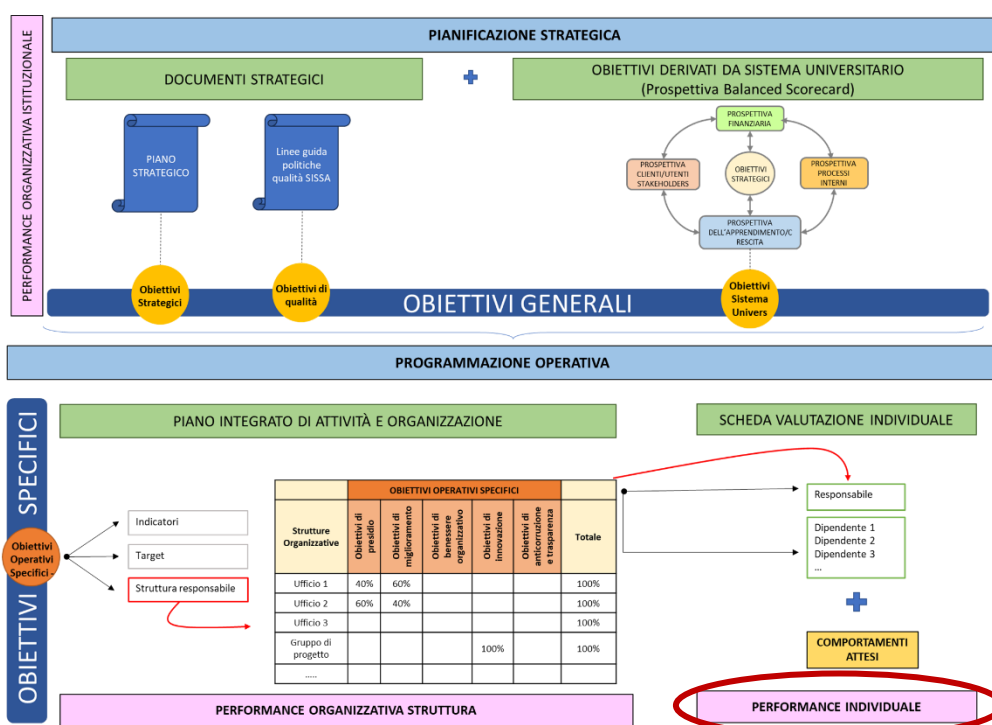 PERFORMANCE ORGANIZZATIVA ISTITUZIONALE
PIANIFICAZIONE STRATEGICA
DOCUMENTI STRATEGICI
OBIETTIVI DERIVATI DA SISTEMA UNIVERSITARIO
(Prospettiva Balanced Scorecard)
PIANO
STRATEGICO
Linee guida
politiche
qualità SISSA
PROSPETTIVA
FINANZIARIA
PROSPETTIVA
CLIENTI/UTENTI
STAKEHOLDERS
OBIETTIVI
STRATEGICI
PROSPETTIVA
PROCESSI
INTERNI
PROSPETTIVA
DELL'APPRENDIMENTO/C
RESCITA
Obiettivi
Strategici
Obiettivi di
qualità
OBIETTIVI GENERALI
Obiettivi
Sistema
Univers
PROGRAMMAZIONE OPERATIVA
OBIETTIVI SPECIFICI
PIANO INTEGRATO DI ATTIVITÀ E ORGANIZZAZIONE
SCHEDA VALUTAZIONE INDIVIDUALE
Obiettivi
Operativi
Specifici -
Indicatori
Target
Struttura responsabile
OBIETTIVI OPERATIVI SPECIFICI
Strutture
Organizzative
Obiettivi di
presidio
Obiettivi di
miglioramento
Obiettivi di
benessere
organizzativo
Obiettivi di
innovazione
Obiettivi di
anticorruzione
e trasparenza
Totale
Ufficio 1 40% 60% 100%
Ufficio 2 60% 40% 100%
Ufficio 3 100%
Gruppo di
progetto 100% 100%
.....
Responsabile
Dipendente 1
Dipendente 2
Dipendente 3
...
COMPORTAMENTI
ATTESI
PERFORMANCE ORGANIZZATIVA STRUTTURA
PERFORMANCE INDIVIDUALE